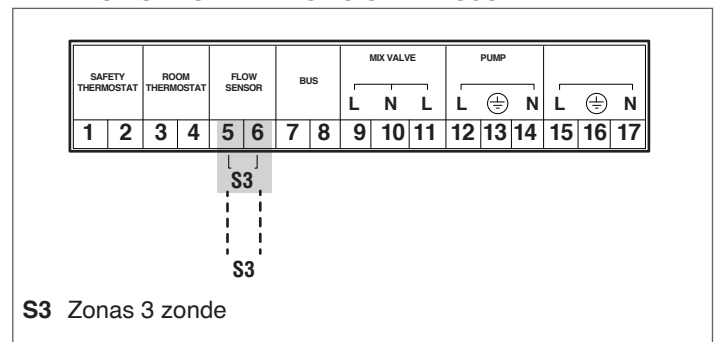 SAFETY THERMOSTAT ROOM THERMOSTAT FLOW SENSOR BUS MIX VALVE PUMP
L N L L N L N
1 2 3 4 5 6 7 8 9 10 11 12 13 14 15 16 17
S3
S3
S3 Zonas 3 zonde